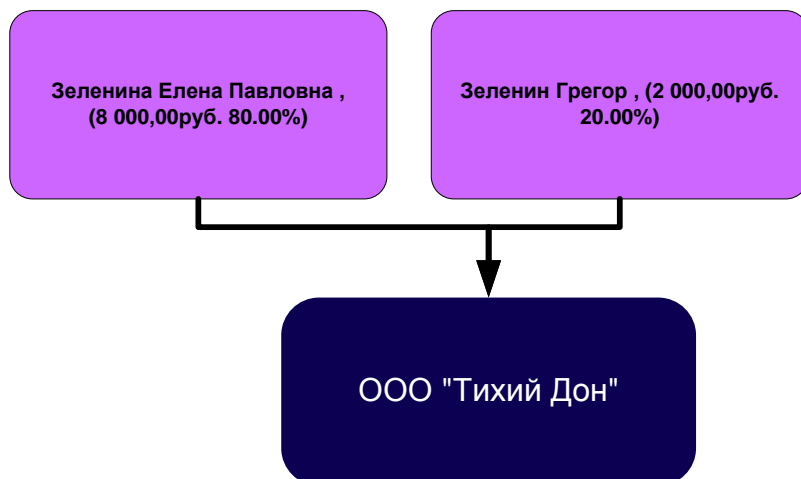 Зеленина Елена Павловна ,
(8 000,00руб. 80.00%)
Зеленин Грегор , (2 000,00руб.
20.00%)
ООО "Тихий Дон"